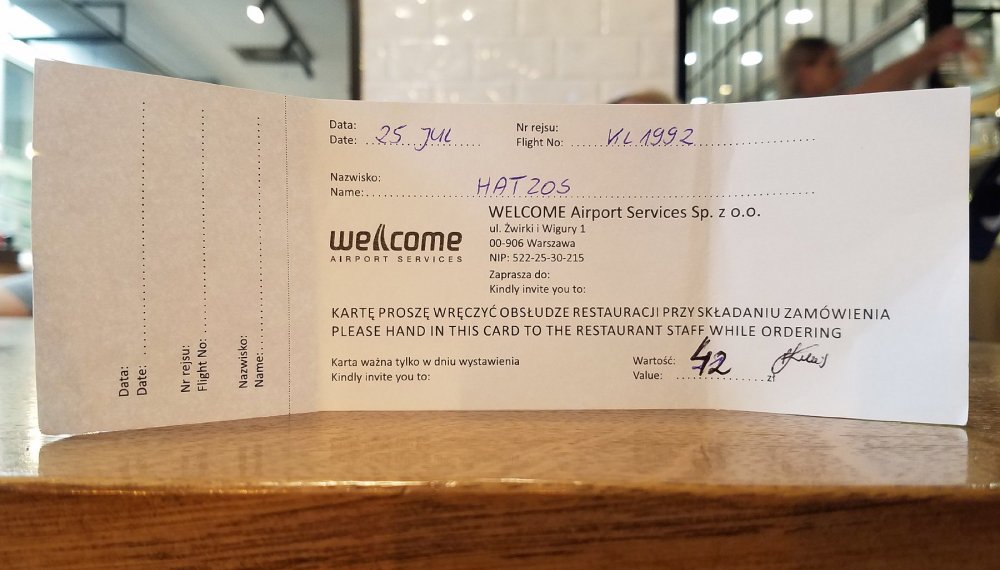 Data:
Date:
Nr rejsu:
Flight No:
Nazwisko:
Name:
Data:
Date: 25 JUL
Nr rejsu:
Flight No: V.L 1992
Nazwisko:
Name: HATZOS
wellcome
AIRPORT SERVICES
WELCOME Airport Services Sp. z o.o.
ul. Żwirki i Wigury 1
00-906 Warszawa
NIP: 522-25-30-215
Zaprasza do:
Kindly invite you to:
KARTĘ PROSZĘ WRĘCZYĆ OBSŁUDZE RESTAURACJI PRZY SKŁADANIU ZAMÓWIENIA
PLEASE HAND IN THIS CARD TO THE RESTAURANT STAFF WHILE ORDERING
Karta ważna tylko w dniu wystawienia
Kindly invite you to:
Wartość: 42
Value: zł